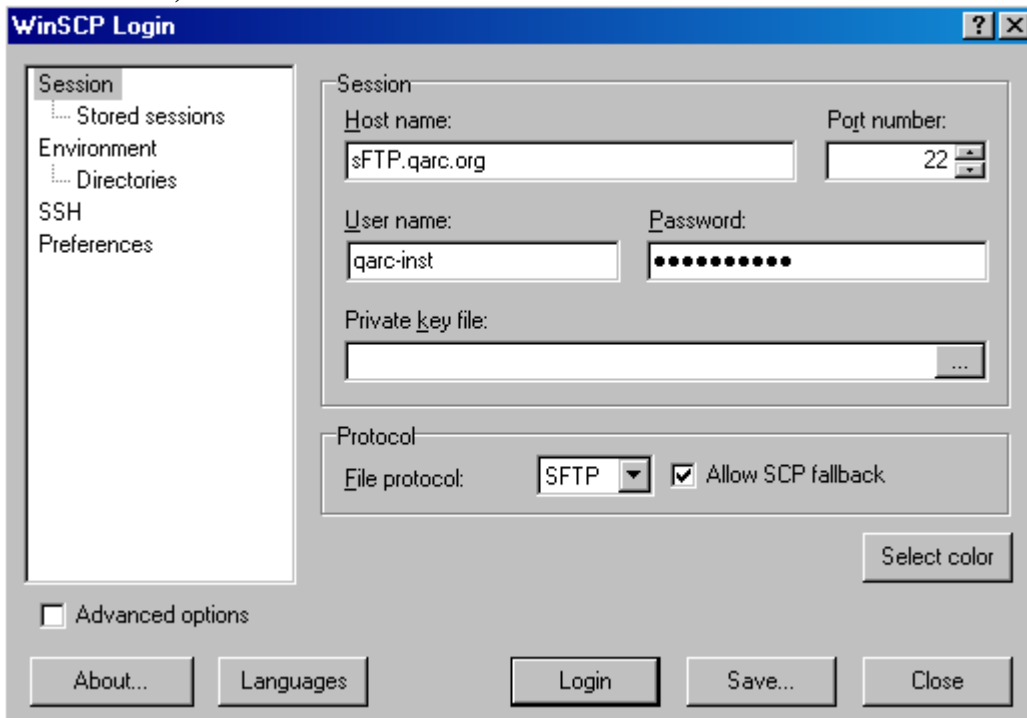 WinSCP Login
Session
Stored sessions
Environment
Directories
SSH
Preferences
Session
Host name:
Port number:
sFTP.qarc.org
22
User name:
Password:
qarc-inst
●●●●●●●●●●
Private key file:
...
Protocol
File protocol:
SFTP
Allow SCP fallback
Select color
Advanced options
About...
Languages
Login
Save...
Close